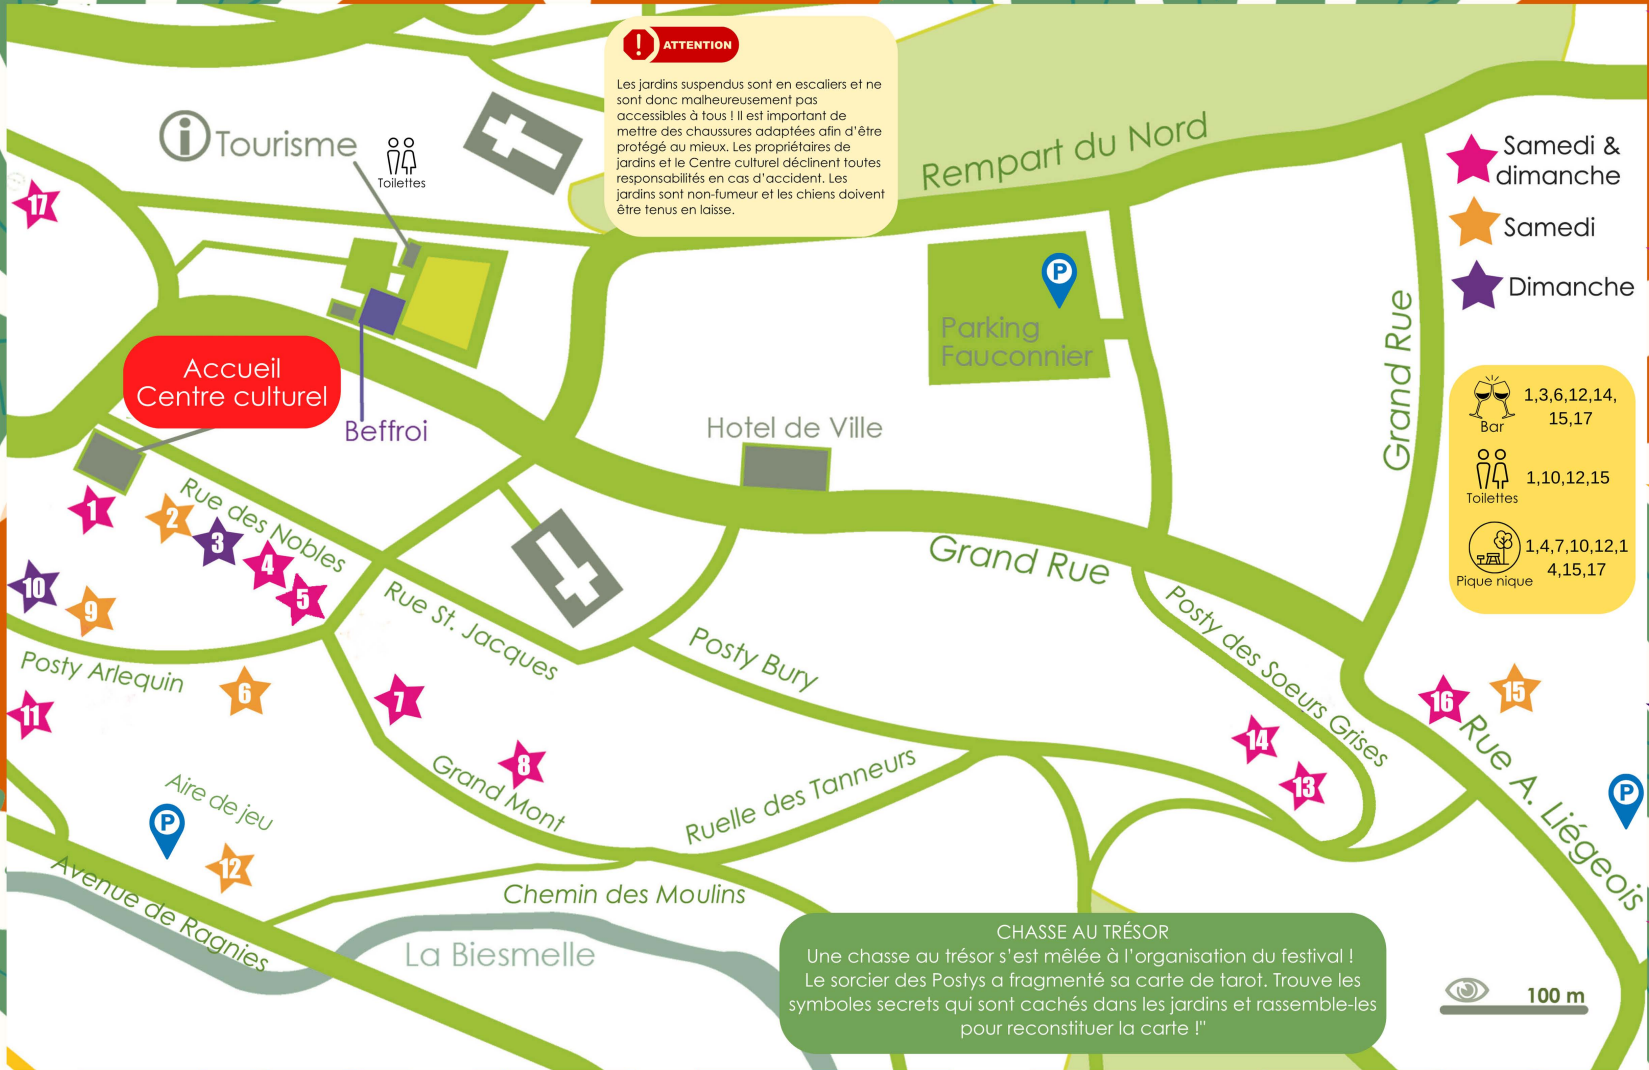 ATTENTION
Les jardins suspendus sont en escaliers et ne
sont donc malheureusement pas
accessibles à tous ! Il est important de
mettre des chaussures adaptées afin d'être
protégé au mieux. Les propriétaires de
jardins et le Centre culturel déclinent toutes
responsabilités en cas d'accident. Les
jardins sont non-fumeur et les chiens doivent
être tenus en laisse.
i Tourisme
Toilettes
Rempart du Nord
Samedi &
dimanche
Samedi
Dimanche
17
P
Parking
Fauconnier
Grand Rue
Accueil
Centre culturel
Beffroi
Hotel de Ville
Bar
1,3,6,12,14,
15,17
Toilettes
1,10,12,15
Pique nique
1,4,7,10,12,1
4,15,17
Rue des Nobles
1
2
3
4
5
10
9
Grand Rue
Rue St. Jacques
Posty Bury
Posty des Soeurs Grises
Posty Arlequin
6
7
11
8
14
13
16
15
Rue A. Liégeois
P
Grand Mont
Ruelle des Tanneurs
Aire de jeu
P
12
Avenue de Ragnies
Chemin des Moulins
La Biesmelle
CHASSE AU TRÉSOR
Une chasse au trésor s'est mêlée à l'organisation du festival !
Le sorcier des Postys a fragmenté sa carte de tarot. Trouve les
symboles secrets qui sont cachés dans les jardins et rassemble-les
pour reconstituer la carte !"
100 m